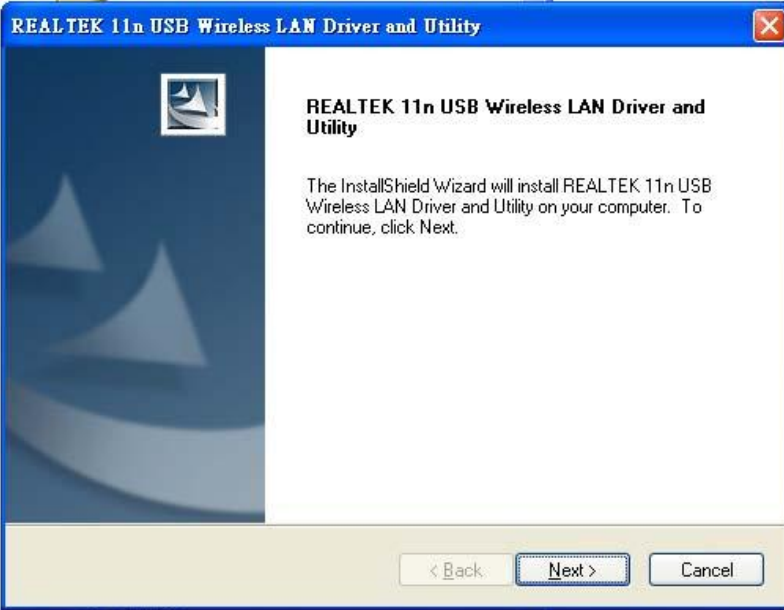 REALTEK 11n USB Wireless LAN Driver and Utility
REALTEK 11n USB Wireless LAN Driver and
Utility
The InstallShield Wizard will install REALTEK 11n USB
Wireless LAN Driver and Utility on your computer. To
continue, click Next.
< Back
Next >
Cancel